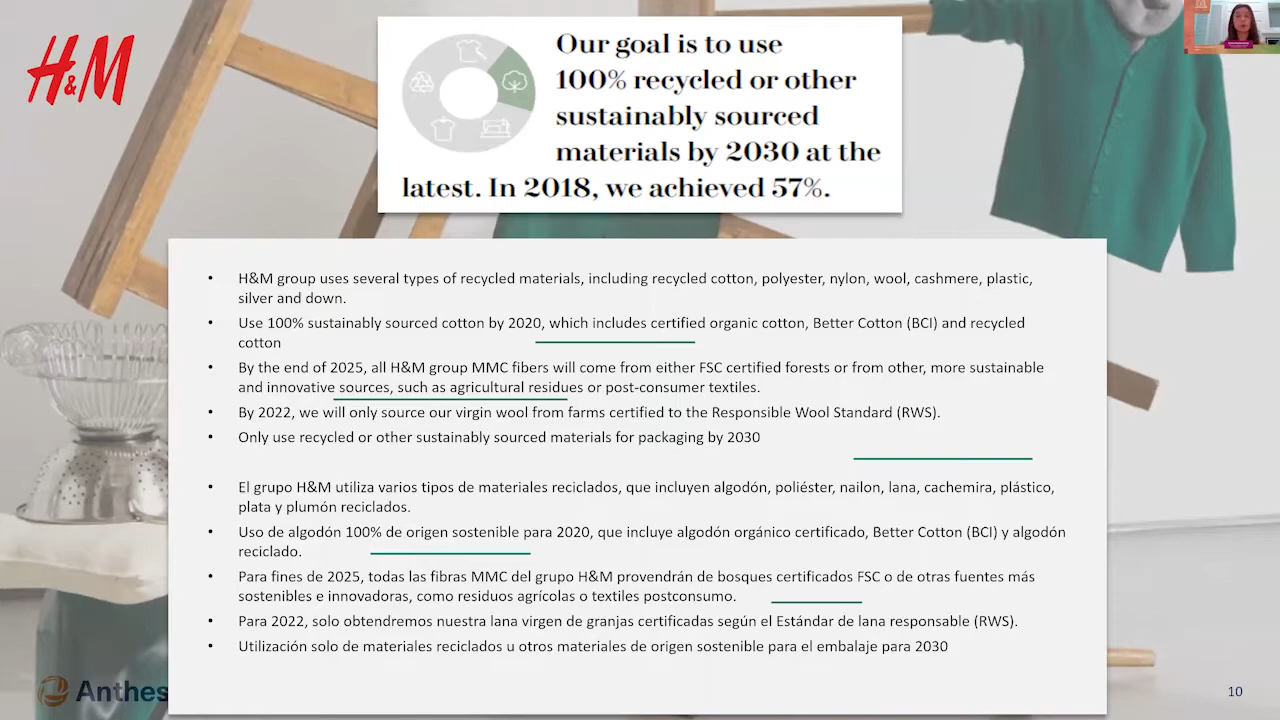 H&M
Our goal is to use
100% recycled or other
sustainably sourced
materials by 2030 at the
latest. In 2018, we achieved 57%.
• H&M group uses several types of recycled materials, including recycled cotton, polyester, nylon, wool, cashmere, plastic,
silver and down.
• Use 100% sustainably sourced cotton by 2020, which includes certified organic cotton, Better Cotton (BCI) and recycled
cotton
• By the end of 2025, all H&M group MMC fibers will come from either FSC certified forests or from other, more sustainable
and innovative sources, such as agricultural residues or post-consumer textiles.
• By 2022, we will only source our virgin wool from farms certified to the Responsible Wool Standard (RWS).
• Only use recycled or other sustainably sourced materials for packaging by 2030
• El grupo H&M utiliza varios tipos de materiales reciclados, que incluyen algodón, poliéster, nailon, lana, cachemira, plástico,
plata y plumón reciclados.
• Uso de algodón 100% de origen sostenible para 2020, que incluye algodón orgánico certificado, Better Cotton (BCI) y algodón
reciclado.
• Para fines de 2025, todas las fibras MMC del grupo H&M provendrán de bosques certificados FSC o de otras fuentes más
sostenibles e innovadoras, como residuos agrícolas o textiles postconsumo.
• Para 2022, solo obtendremos nuestra lana virgen de granjas certificadas según el Estándar de lana responsable (RWS).
• Utilización solo de materiales reciclados u otros materiales de origen sostenible para el embalaje para 2030
Anthes
10